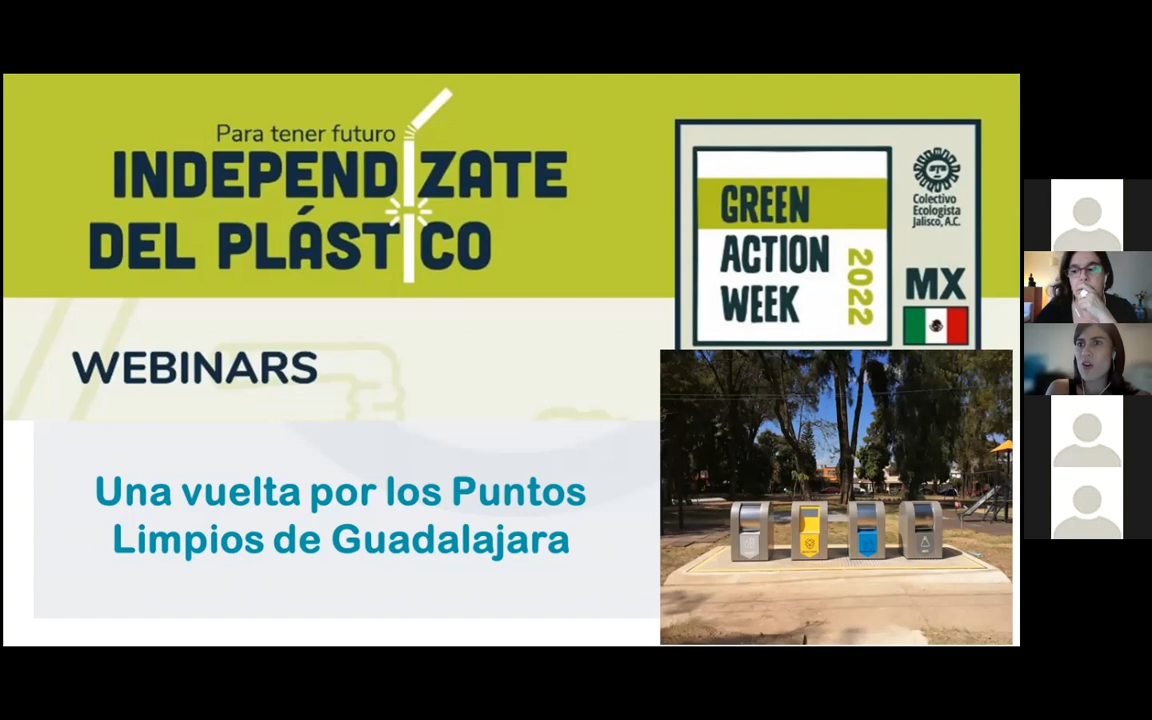 Para tener futuro
INDEPENDÍZATE
DEL PLÁSTICO
GREEN
ACTION
WEEK
2022
Colectivo
Ecologista
Jalisco, A.C.
MX
WEBINARS
Una vuelta por los Puntos
Limpios de Guadalajara